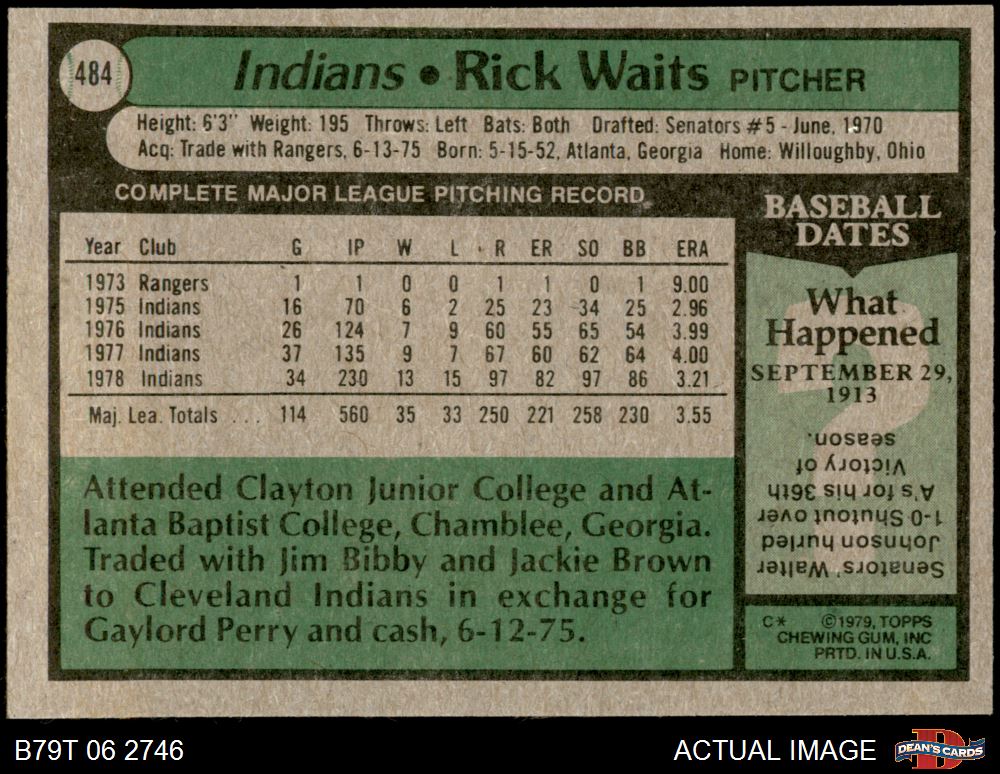 484
Indians • Rick Waits PITCHER
Height: 6'3" Weight: 195 Throws: Left Bats: Both Drafted: Senators #5 - June, 1970
Acq: Trade with Rangers, 6-13-75 Born: 5-15-52, Atlanta, Georgia Home: Willoughby, Ohio
COMPLETE MAJOR LEAGUE PITCHING RECORD
Year Club G IP W L R ER SO BB ERA
1973 Rangers 1 1 0 0 1 1 0 1 9.00
1975 Indians 16 70 6 2 25 23 34 25 2.96
1976 Indians 26 124 7 9 60 55 65 54 3.99
1977 Indians 37 135 9 7 67 60 62 64 4.00
1978 Indians 34 230 13 15 97 82 97 86 3.21
Maj. Lea. Totals ... 114 560 35 33 250 221 258 230 3.55
Attended Clayton Junior College and At-
lanta Baptist College, Chamblee, Georgia.
Traded with Jim Bibby and Jackie Brown
to Cleveland Indians in exchange for
Gaylord Perry and cash, 6-12-75.
BASEBALL
DATES
What
Happened
SEPTEMBER 29,
1913
?
Senators' Walter
Johnson hurled
1-0 Shutout over
A's for his 36th
Victory of
season.
C* ©1979, TOPPS
CHEWING GUM, INC
PRTD. IN U.S.A.
B79T 06 2746
ACTUAL IMAGE
D
DEAN'S CARDS